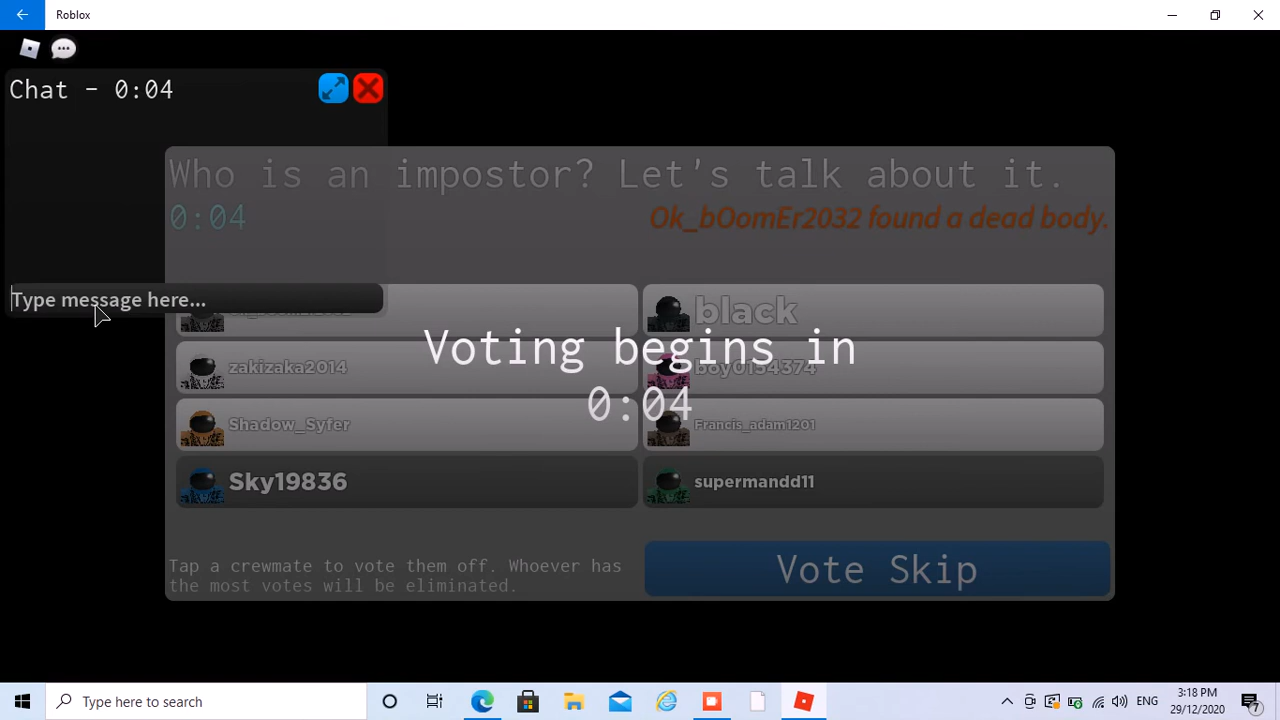 Roblox
Chat - 0:04
Who is an impostor? Let's talk about it.
0:04
Ok_bOomEr2032 found a dead body.
Type message here...
black
Voting begins in
0:04
zakizaka2014
boy0154374
Shadow_Syfer
Francis_adam1201
Sky19836
supermandd11
Tap a crewmate to vote them off. Whoever has
the most votes will be eliminated.
Vote Skip
Type here to search
ENG
3:18 PM
29/12/2020
7